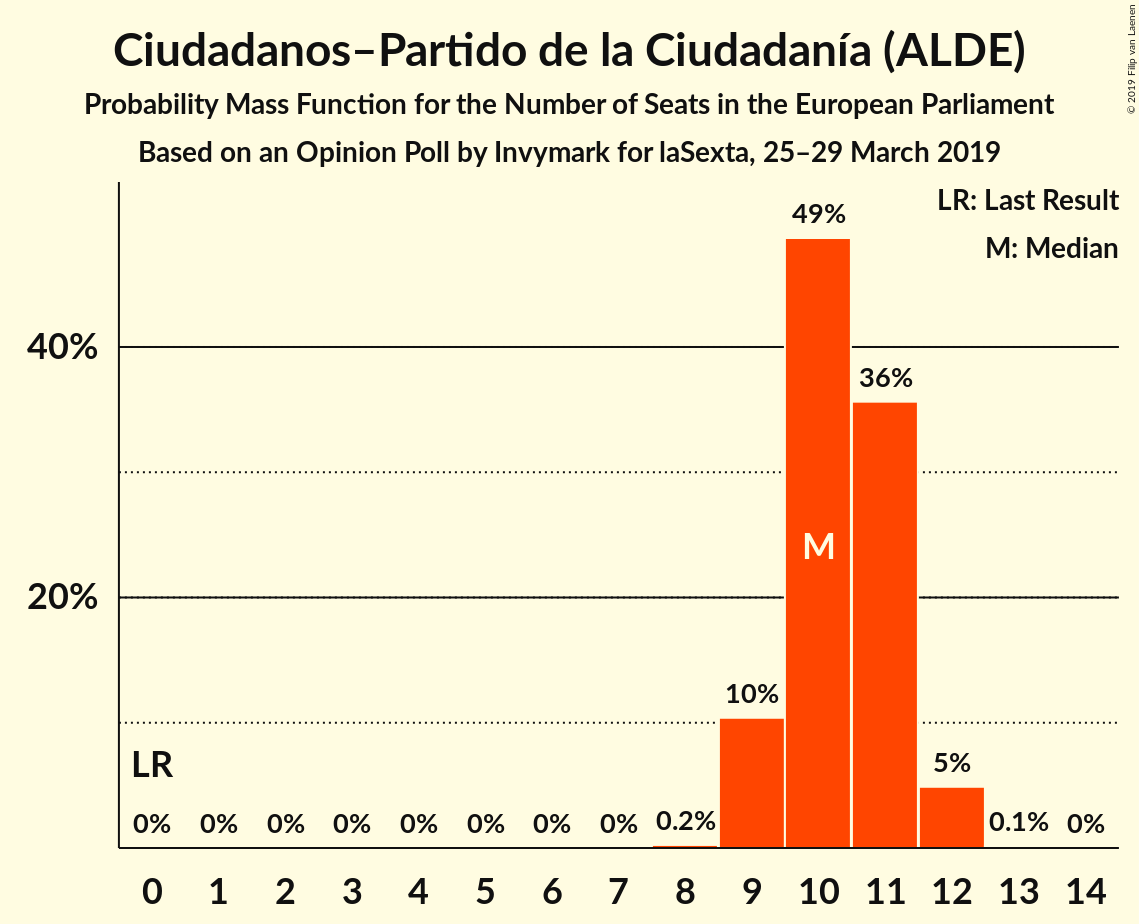 Ciudadanos–Partido de la Ciudadanía (ALDE)
Probability Mass Function for the Number of Seats in the European Parliament
Based on an Opinion Poll by Invymark for laSexta, 25–29 March 2019
© 2019 Filip van Laenen
LR: Last Result
M: Median
49%
40%
36%
M
20%
10%
LR
5%
0% 0% 0% 0% 0% 0% 0% 0% 0.2% 0.1% 0%
0 1 2 3 4 5 6 7 8 9 10 11 12 13 14